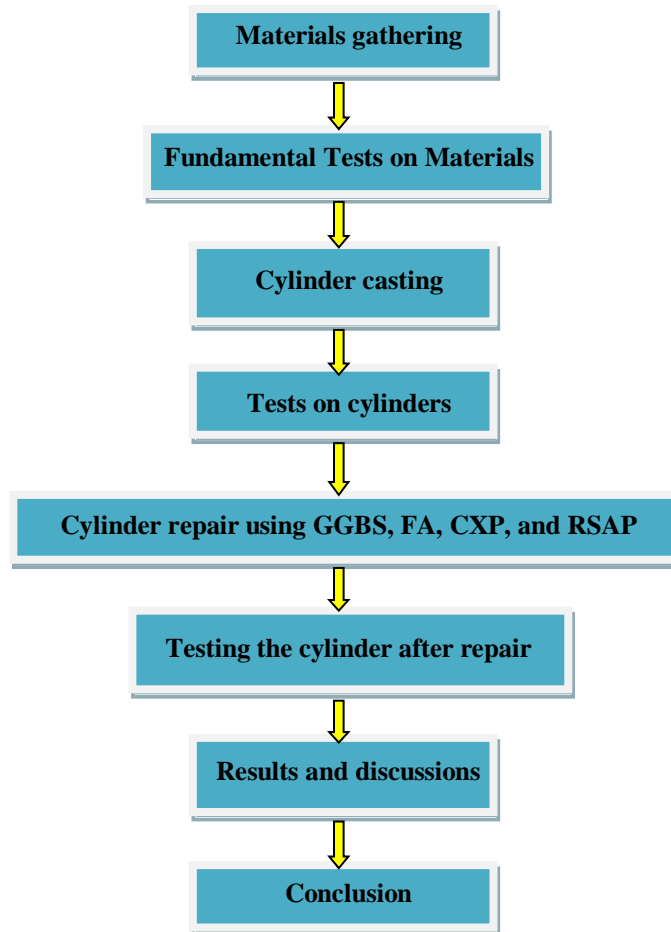 Materials gathering
Fundamental Tests on Materials
Cylinder casting
Tests on cylinders
Cylinder repair using GGBS, FA, CXP, and RSAP
Testing the cylinder after repair
Results and discussions
Conclusion